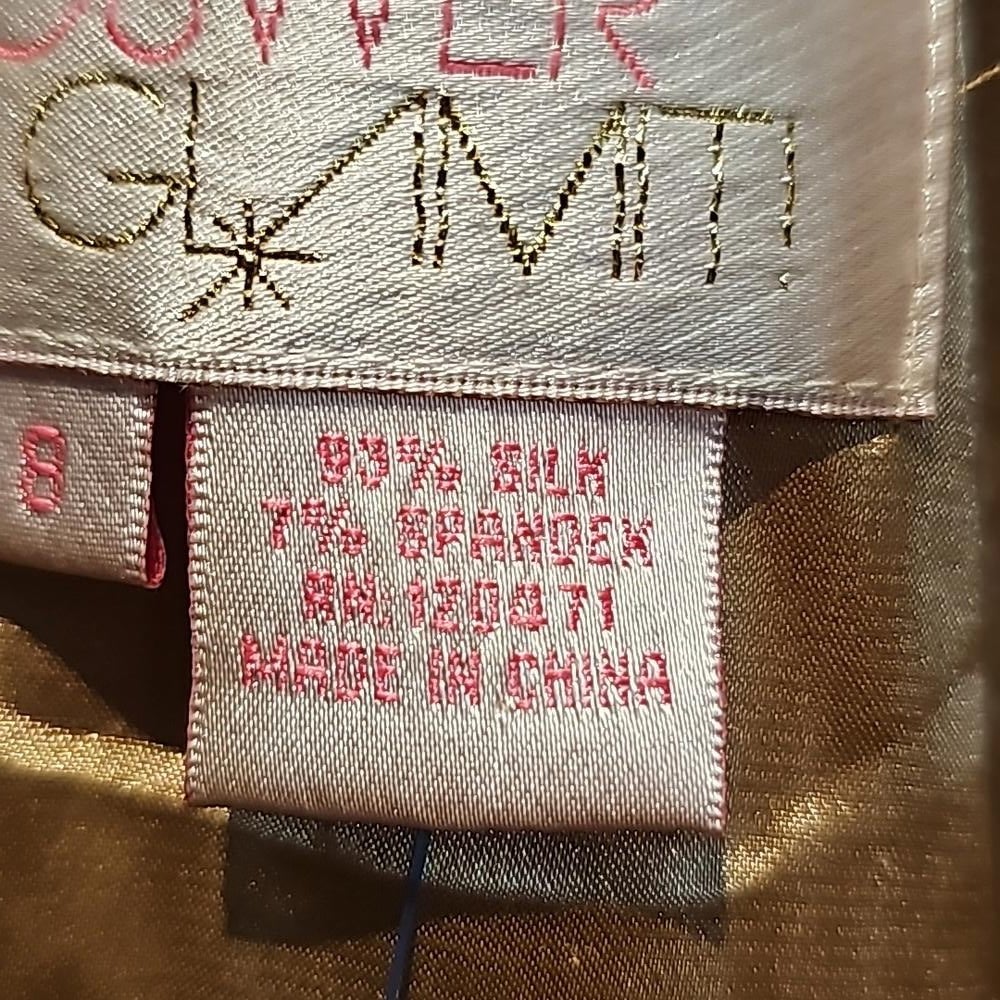 GLAM!
8
93% SILK
7% SPANDEX
RN. 120471
MADE IN CHINA